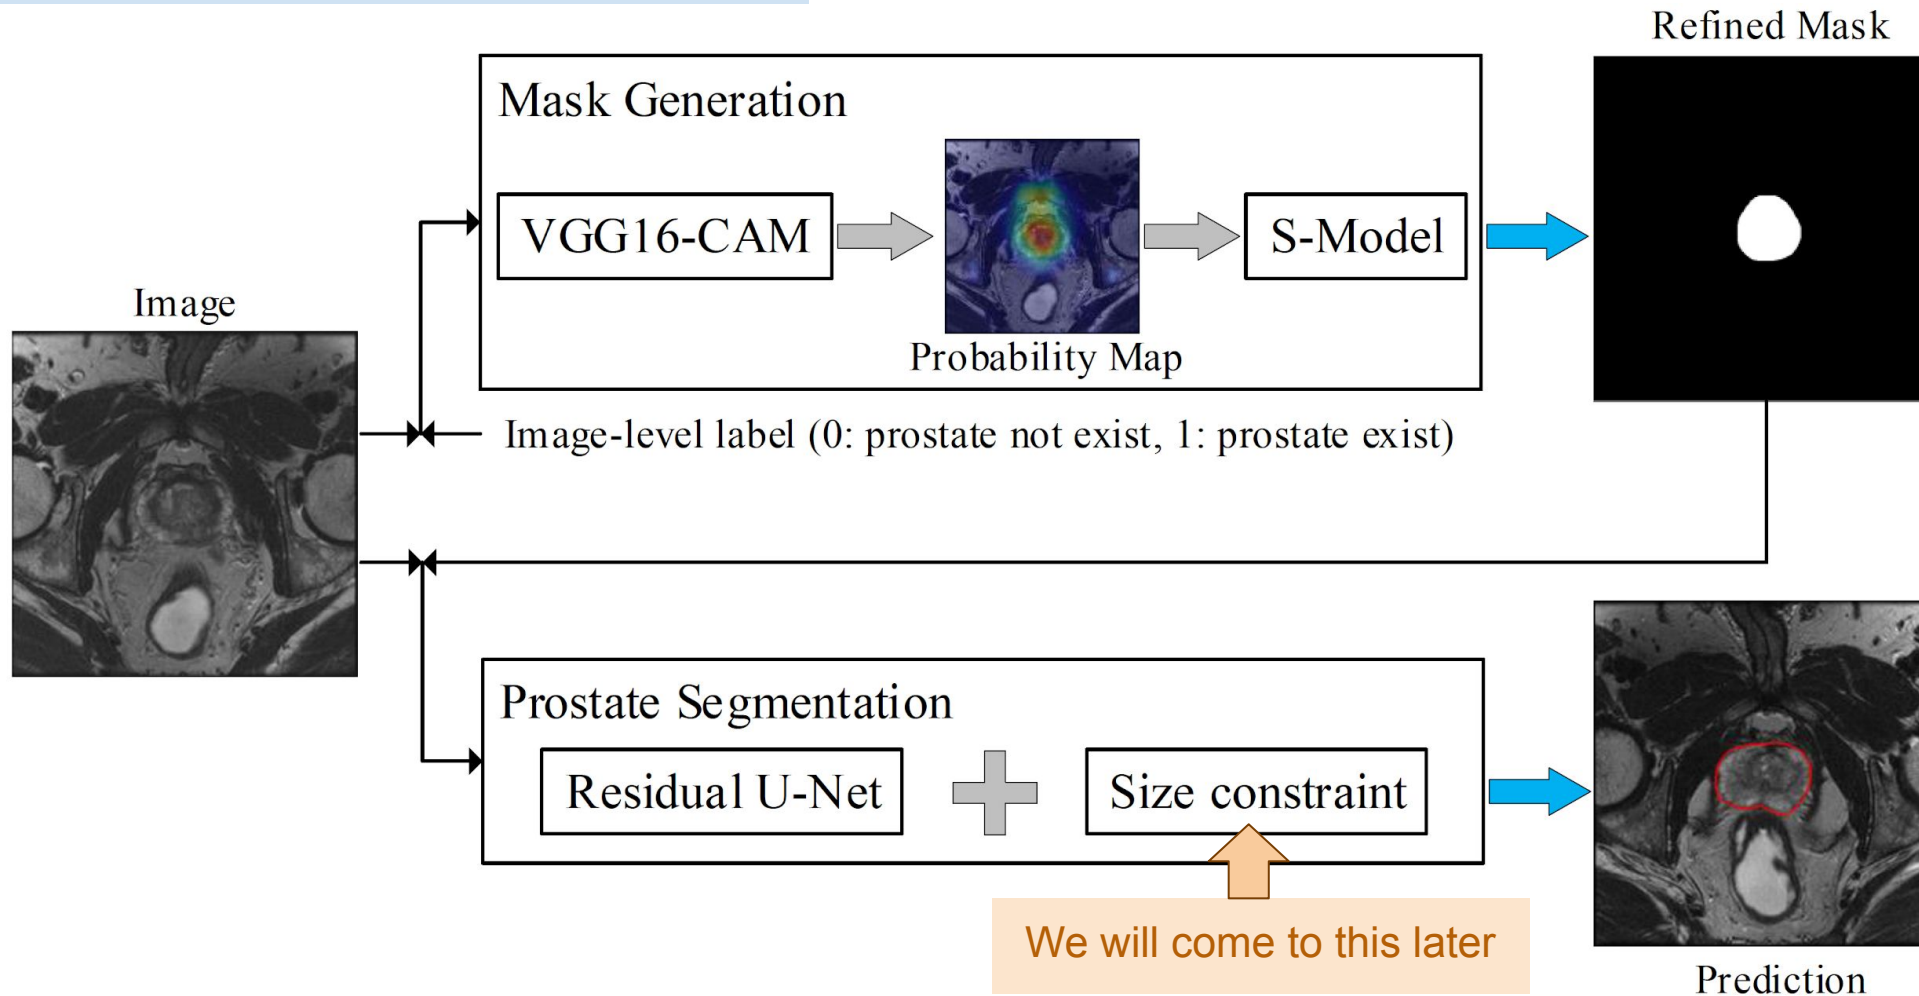 Refined Mask
Mask Generation
VGG16-CAM
S-Model
Probability Map
Image
Image-level label (0: prostate not exist, 1: prostate exist)
Prostate Segmentation
Residual U-Net
Size constraint
We will come to this later
Prediction